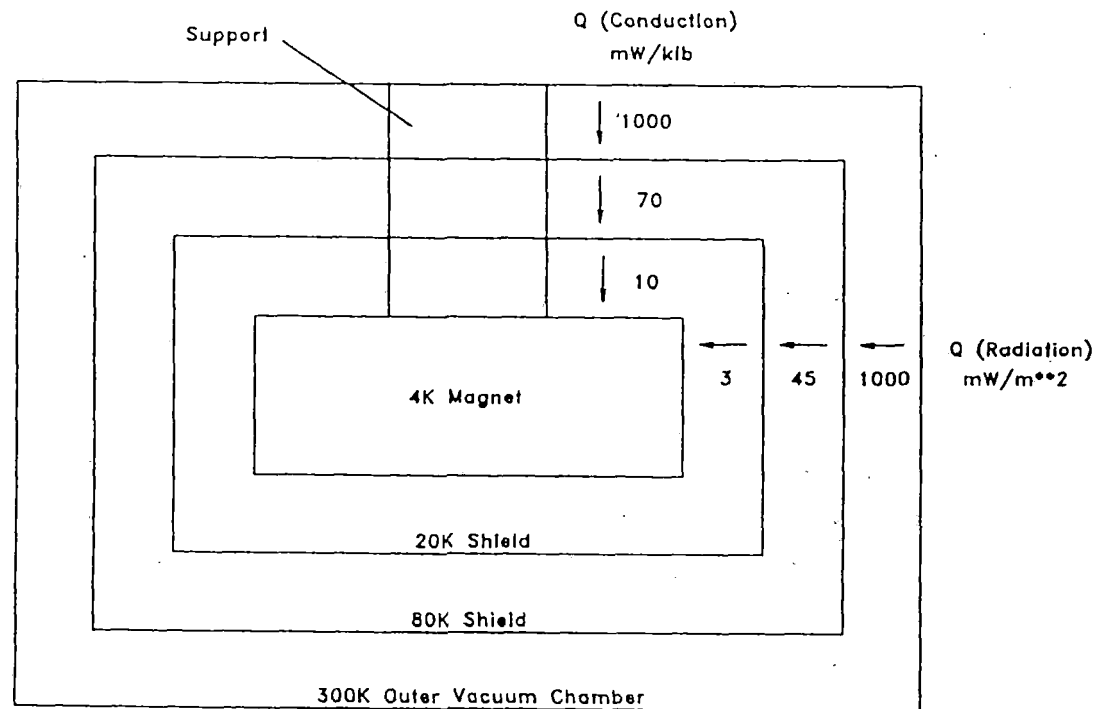 Q (Conduction)
mW/klb
Support
1000
70
10
Q (Radiation)
mW/m**2
3 45 1000
4K Magnet
20K Shield
80K Shield
300K Outer Vacuum Chamber